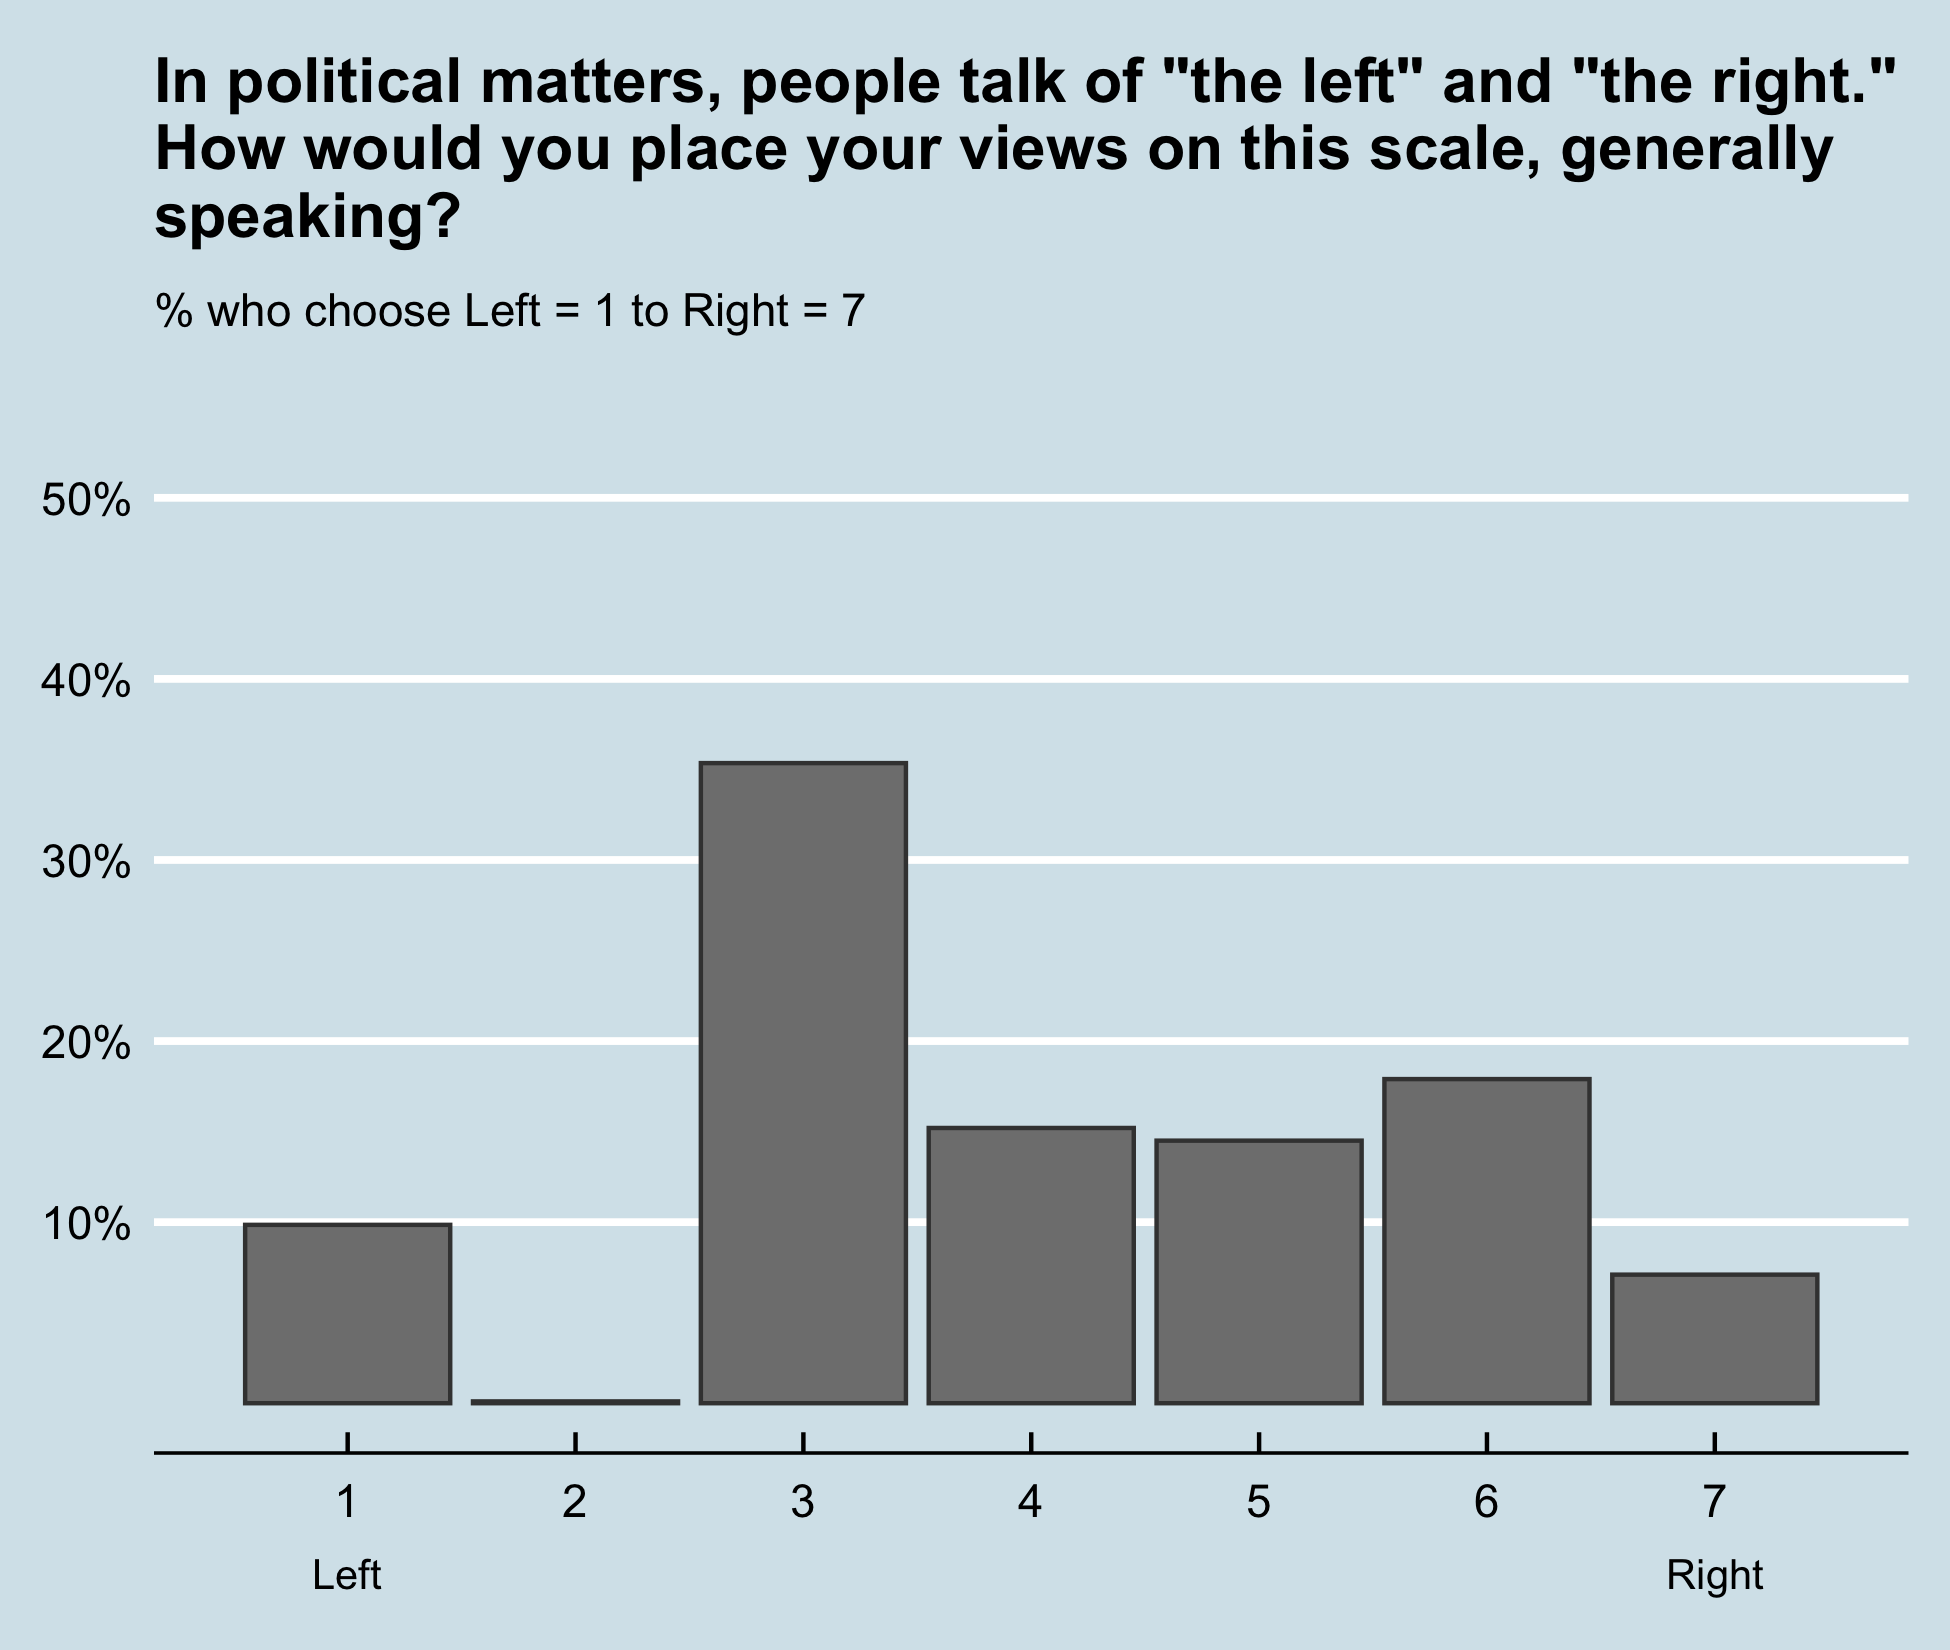 In political matters, people talk of "the left" and "the right."
How would you place your views on this scale, generally
speaking?
% who choose Left = 1 to Right = 7
50%
40%
30%
20%
10%
1 2 3 4 5 6 7
Left Right